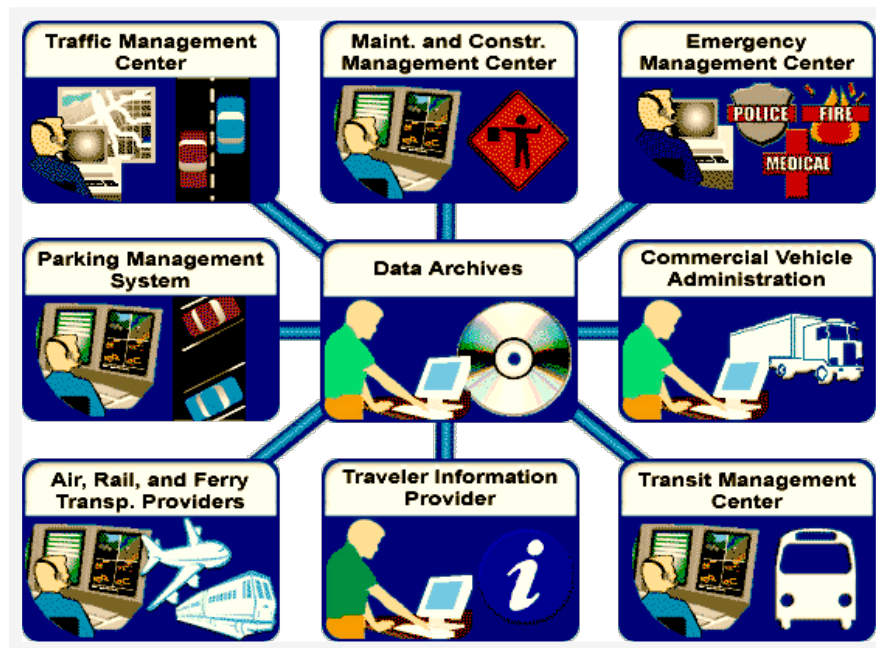 Traffic Management
Center
Maint. and Constr.
Management Center
Emergency
Management Center
POLICE
FIRE
MEDICAL
Parking Management
System
Data Archives
Commercial Vehicle
Administration
Air, Rail, and Ferry
Transp. Providers
Traveler Information
Provider
i
Transit Management
Center